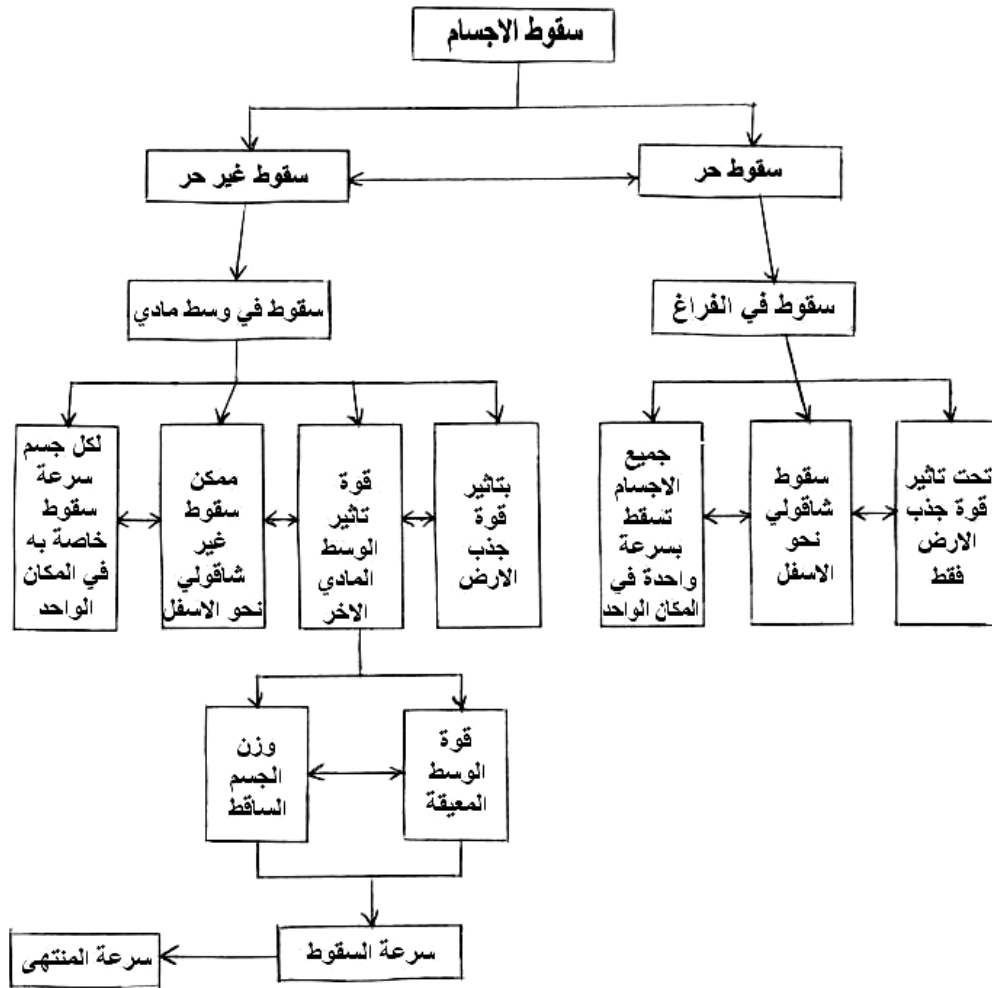 سقوط الاجسام
سقوط حر
سقوط غير حر
سقوط في الفراغ
سقوط في وسط مادي
تحت تاثير
قوة جذب
الارض
فقط
سقوط
شاقولي
نحو
الاسفل
جميع
الاجسام
تسقط
بسرعة
واحدة في
المكان الواحد
بتاثير
قوة
جذب
الارض
قوة
تاثير
الوسط
المادي
الاخر
ممكن
سقوط
غير
شاقولي
نحو الاسفل
لكل جسم
سرعة
سقوط
خاصة به
في المكان
الواحد
قوة
الوسط
المعيقة
وزن
الجسم
الساقط
سرعة السقوط
سرعة المنتهى